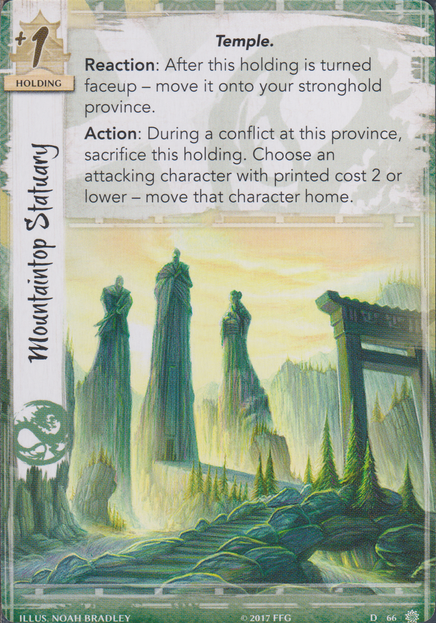 +1
HOLDING
Temple.
Reaction: After this holding is turned
faceup – move it onto your stronghold
province.
Action: During a conflict at this province,
sacrifice this holding. Choose an
attacking character with printed cost 2 or
lower – move that character home.
Mountaintop Statuary
ILLUS. NOAH BRADLEY
© 2017 FFG
D 66